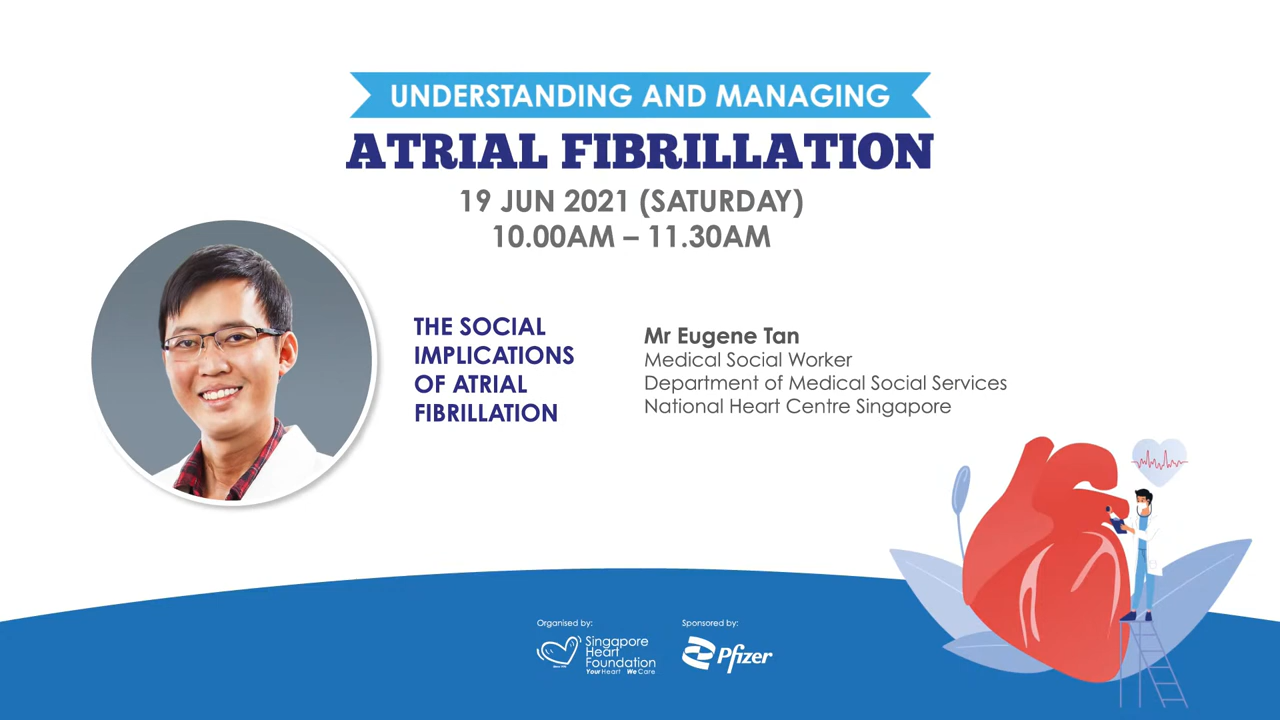 UNDERSTANDING AND MANAGING
ATRIAL FIBRILLATION
19 JUN 2021 (SATURDAY)
10.00AM – 11.30AM
THE SOCIAL
IMPLICATIONS
OF ATRIAL
FIBRILLATION
Mr Eugene Tan
Medical Social Worker
Department of Medical Social Services
National Heart Centre Singapore
Organised by:
Singapore
Heart
Foundation
Your Heart We Care
Sponsored by:
Pfizer